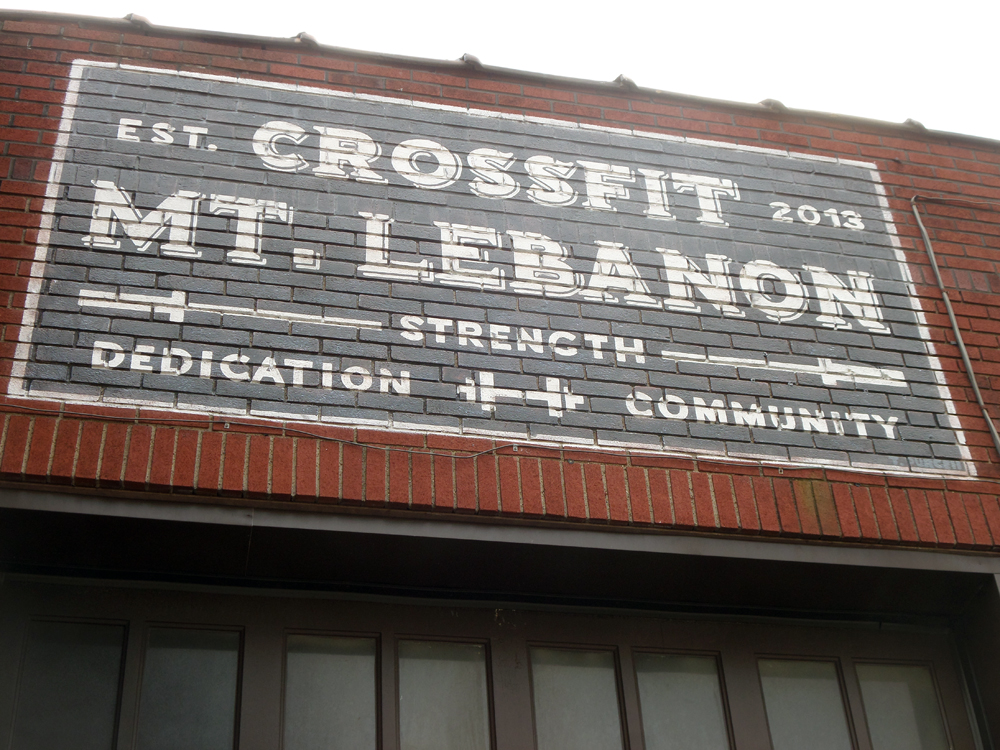 EST. CROSSFIT 2013
MT. LEBANON
STRENGTH
DEDICATION COMMUNITY